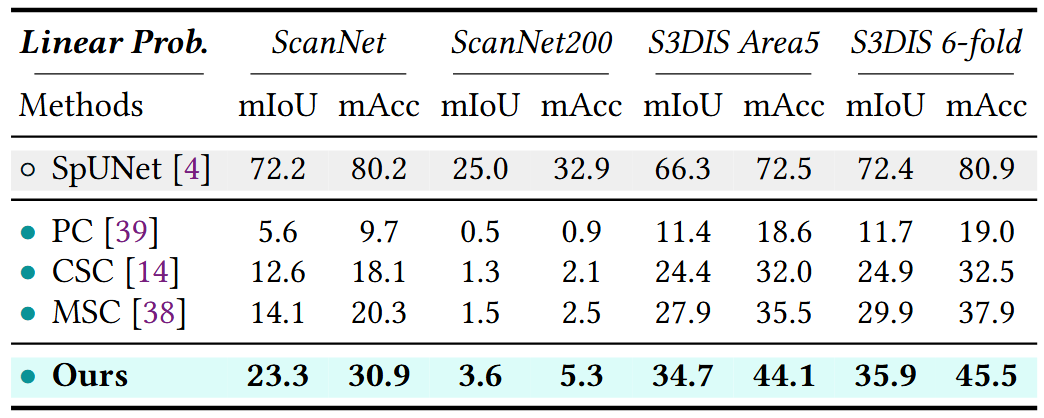 Linear Prob. ScanNet ScanNet200 S3DIS Area5 S3DIS 6-fold
Methods mIoU mAcc mIoU mAcc mIoU mAcc mIoU mAcc
○ SpUNet [4] 72.2 80.2 25.0 32.9 66.3 72.5 72.4 80.9
● PC [39] 5.6 9.7 0.5 0.9 11.4 18.6 11.7 19.0
● CSC [14] 12.6 18.1 1.3 2.1 24.4 32.0 24.9 32.5
● MSC [38] 14.1 20.3 1.5 2.5 27.9 35.5 29.9 37.9
● Ours 23.3 30.9 3.6 5.3 34.7 44.1 35.9 45.5